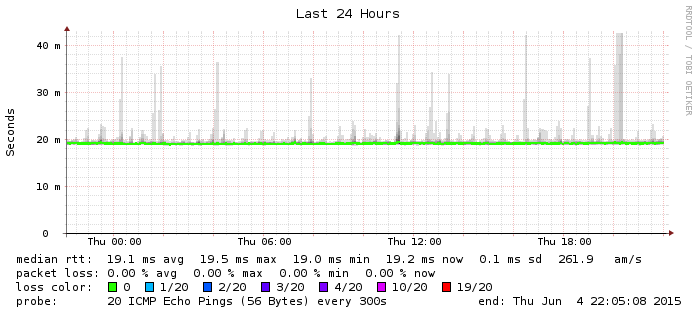 Last 24 Hours
RRDTOOL / TOBI OETIKER
Seconds
40 m
30 m
20 m
10 m
0
Thu 00:00 Thu 06:00 Thu 12:00 Thu 18:00
median rtt: 19.1 ms avg 19.5 ms max 19.0 ms min 19.2 ms now 0.1 ms sd 261.9 am/s
packet loss: 0.00 % avg 0.00 % max 0.00 % min 0.00 % now
loss color: 0 1/20 2/20 3/20 4/20 10/20 19/20
probe: 20 ICMP Echo Pings (56 Bytes) every 300s end: Thu Jun 4 22:05:08 2015